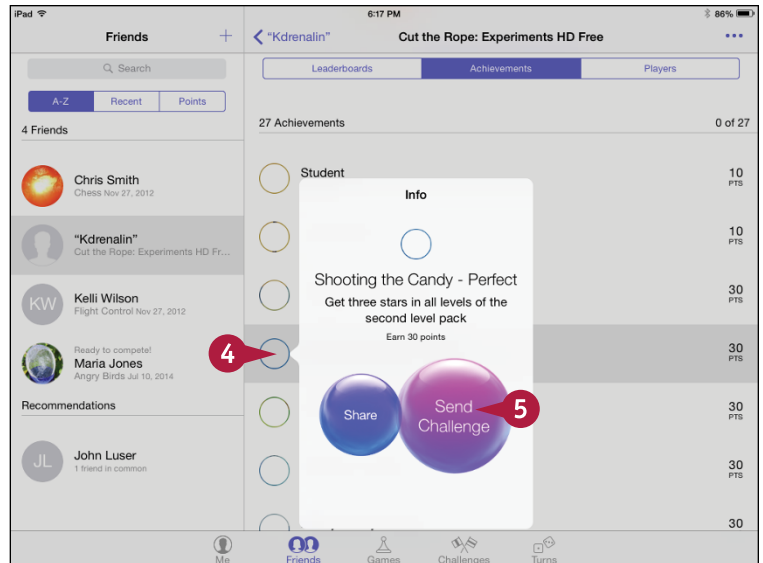 iPad
6:17 PM
86%
Friends
+
"Kdrenalin"
Cut the Rope: Experiments HD Free
•••
Search
A-Z
Recent
Points
4 Friends
Chris Smith
Chess Nov 27, 2012
"Kdrenalin"
Cut the Rope: Experiments HD Fr...
KW
Kelli Wilson
Flight Control Nov 27, 2012
Ready to compete!
Maria Jones
Angry Birds Jul 10, 2014
Recommendations
JL
John Luser
1 friend in common
Leaderboards
Achievements
Players
27 Achievements
0 of 27
Student
10
PTS
10
PTS
30
PTS
30
PTS
30
PTS
30
PTS
30
Info
Shooting the Candy - Perfect
Get three stars in all levels of the
second level pack
Earn 30 points
Share
Send
Challenge
4
5
Me
Friends
Games
Challenges
Turns